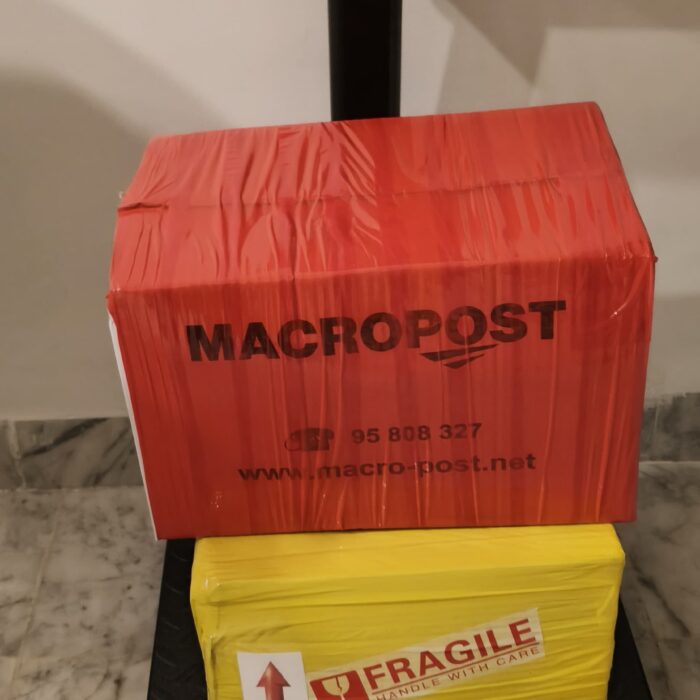 MACROPOST
95 808 327
www.macro-post.net
FRAGILE
HANDLE WITH CARE